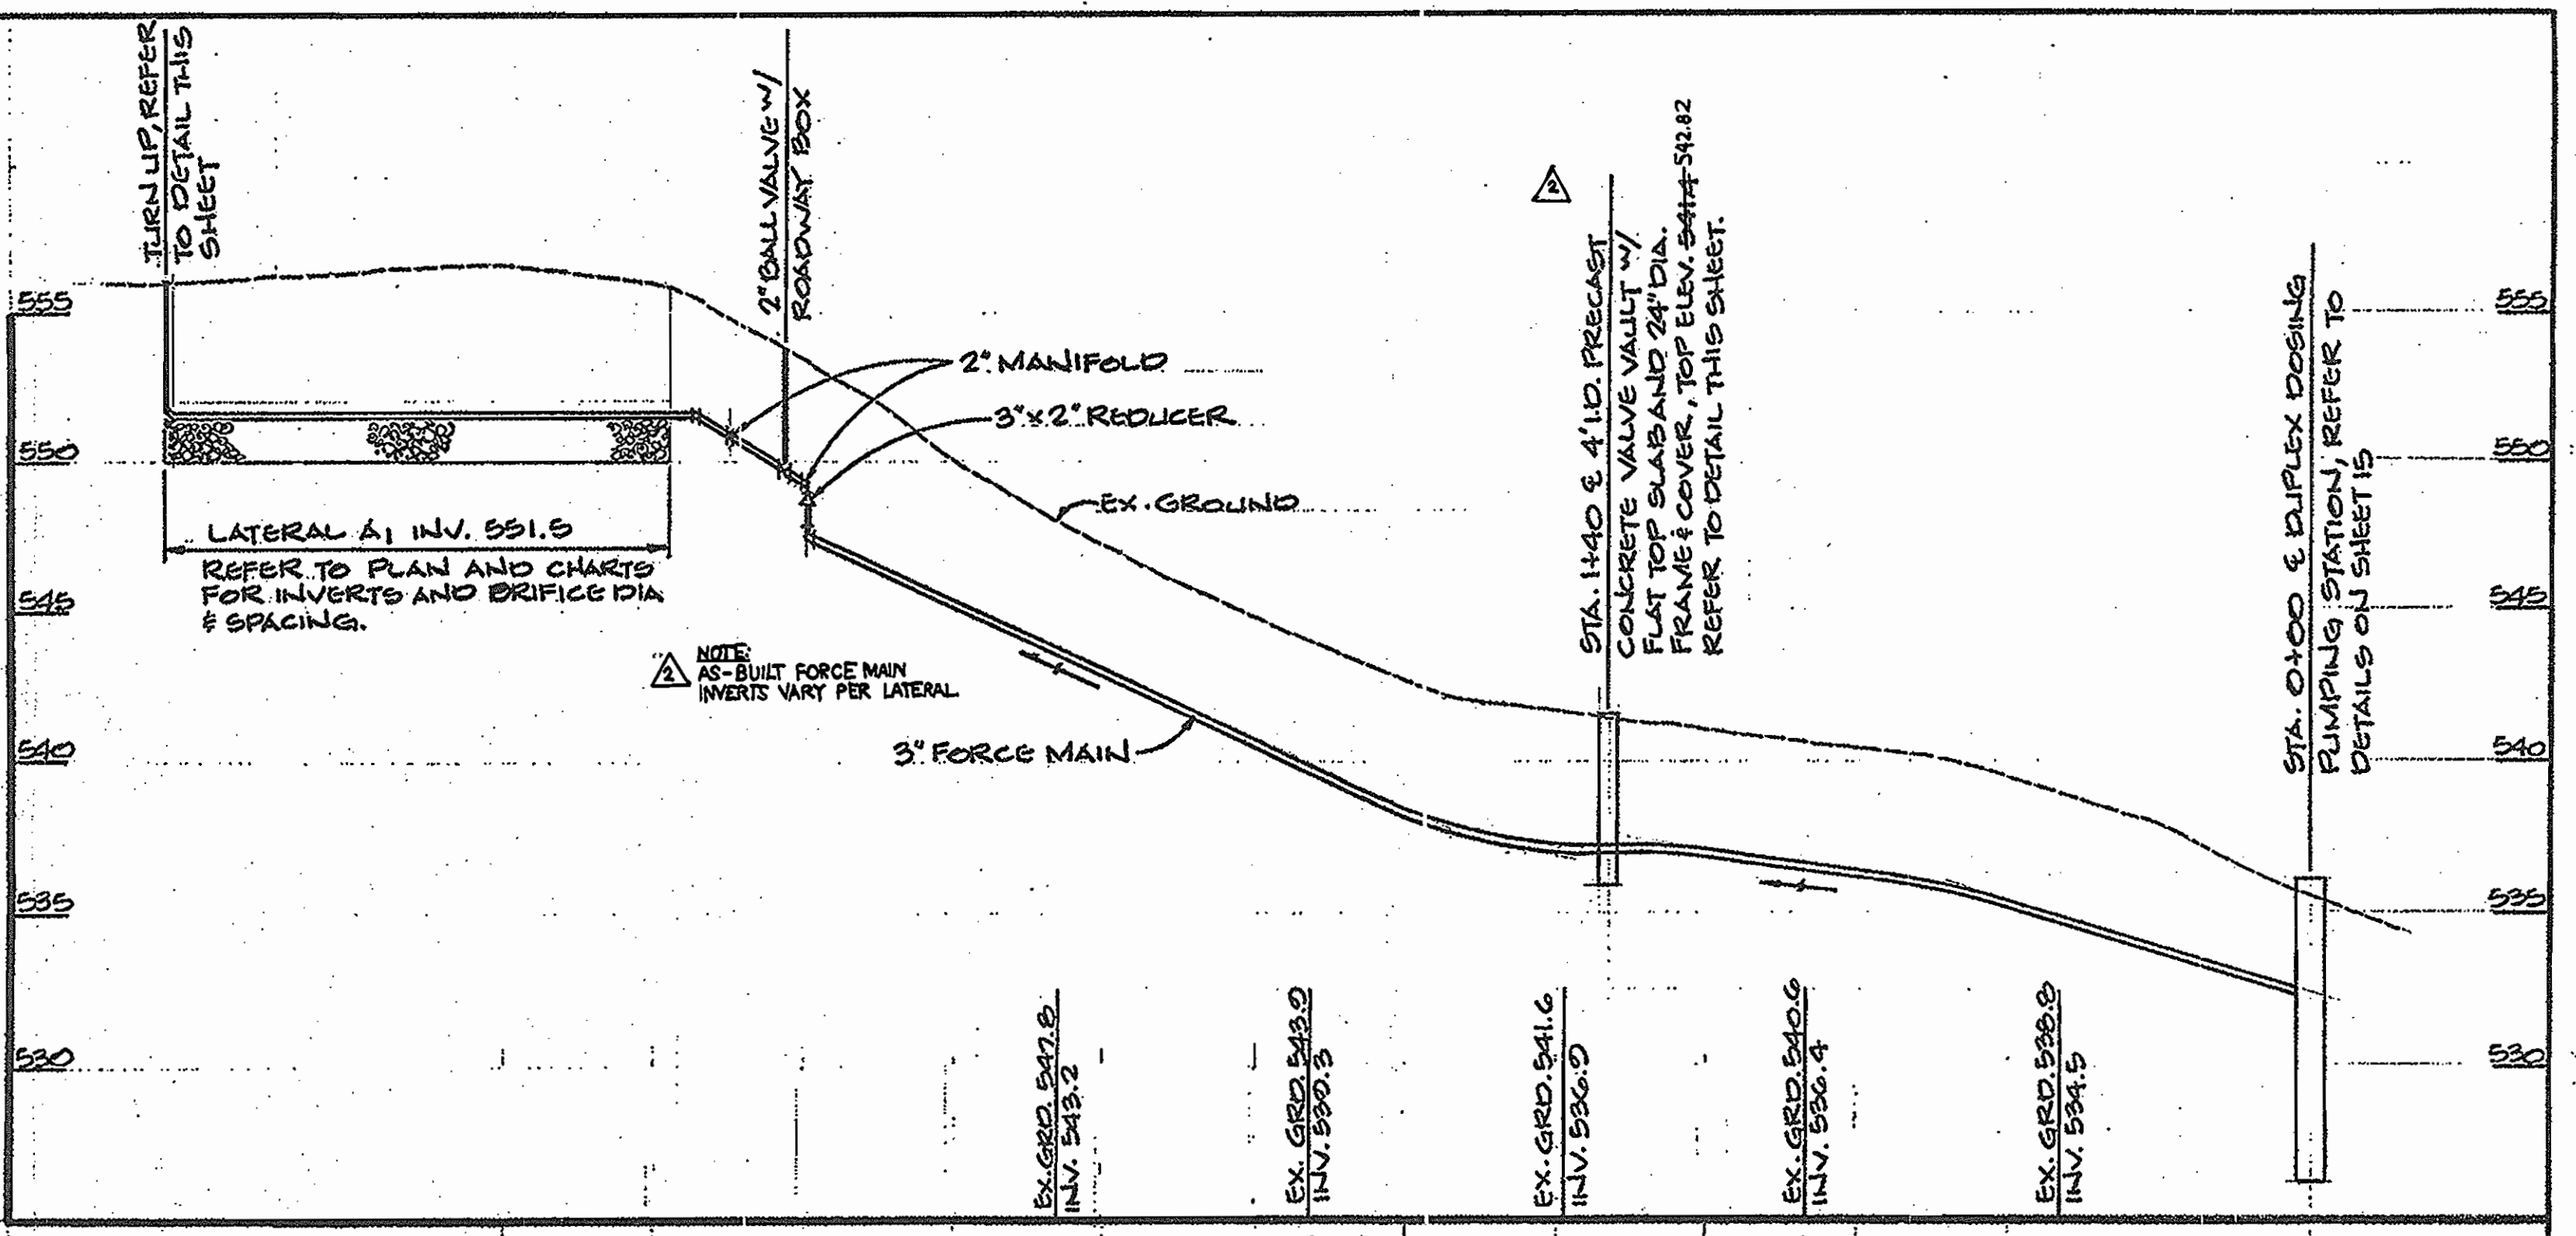 TURN UP, REFER
TO DETAIL THIS
SHEET
2" BALL VALVE W/
ROADWAY BOX
2
STA. 1+40 ℄ 4' I.D. PRECAST
CONCRETE VALVE VAULT W/
FLAT TOP SLAB AND 24" DIA.
FRAME & COVER, TOP ELEV. 541.4 542.82
REFER TO DETAIL THIS SHEET.
STA. 0+00 ℄ DUPLEX DOSING
PUMPING STATION, REFER TO
DETAILS ON SHEET 15
555
550
545
540
535
530
555
550
545
540
535
530
2" MANIFOLD
3" X 2" REDUCER
EX. GROUND
LATERAL A1 INV. 551.5
REFER TO PLAN AND CHARTS
FOR INVERTS AND ORIFICE DIA
& SPACING.
2
NOTE:
AS-BUILT FORCE MAIN
INVERTS VARY PER LATERAL
3" FORCE MAIN
EX. GRD. 547.8
INV. 543.2
EX. GRD. 543.9
INV. 539.3
EX. GRD. 541.6
INV. 536.9
EX. GRD. 540.6
INV. 536.4
EX. GRD. 538.8
INV. 534.5